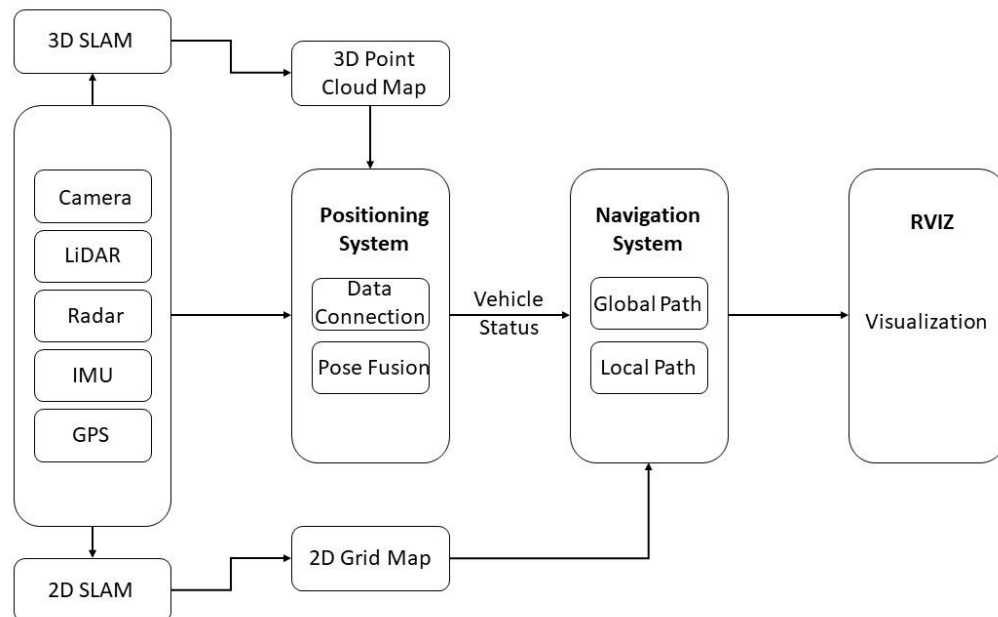 3D SLAM
3D Point
Cloud Map
Camera
LiDAR
Radar
IMU
GPS
Positioning
System
Data
Connection
Pose Fusion
Vehicle
Status
Navigation
System
Global Path
Local Path
RVIZ
Visualization
2D SLAM
2D Grid Map